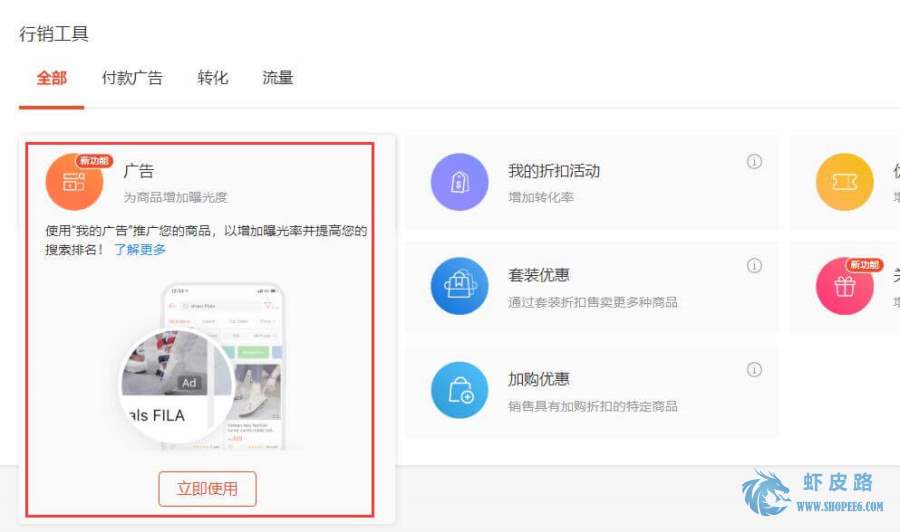 行销工具
全部 付款广告 转化 流量
新功能
广告
为商品增加曝光度
使用"我的广告"推广您的商品，以增加曝光率并提高您的
搜索排名！ 了解更多
Ad
als FILA
立即使用
我的折扣活动
增加转化率
套装优惠
通过套装折扣售卖更多种商品
加购优惠
销售具有加购折扣的特定商品
新功能
虾皮路
WWW.SHOPEE6.COM